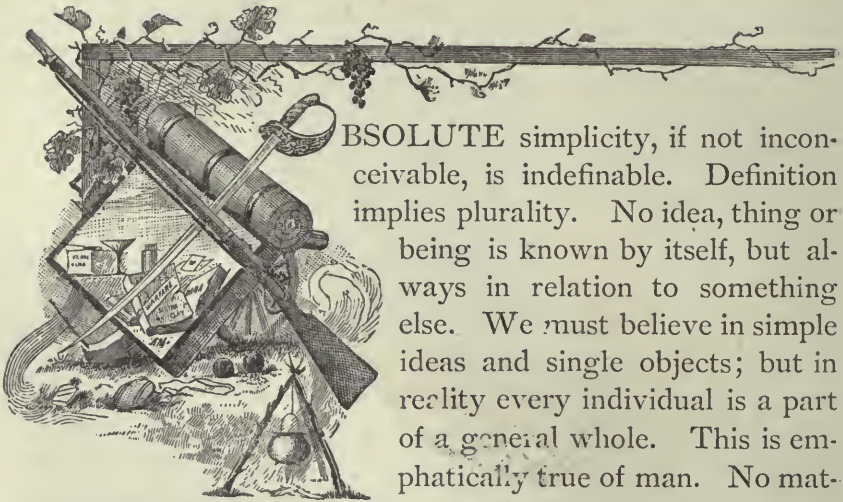 BSOLUTE simplicity, if not incon-
ceivable, is indefinable. Definition
implies plurality. No idea, thing or
being is known by itself, but al-
ways in relation to something
else. We must believe in simple
ideas and single objects; but in
reality every individual is a part
of a general whole. This is em-
phatically true of man. No mat-
WARFARE
CLAY